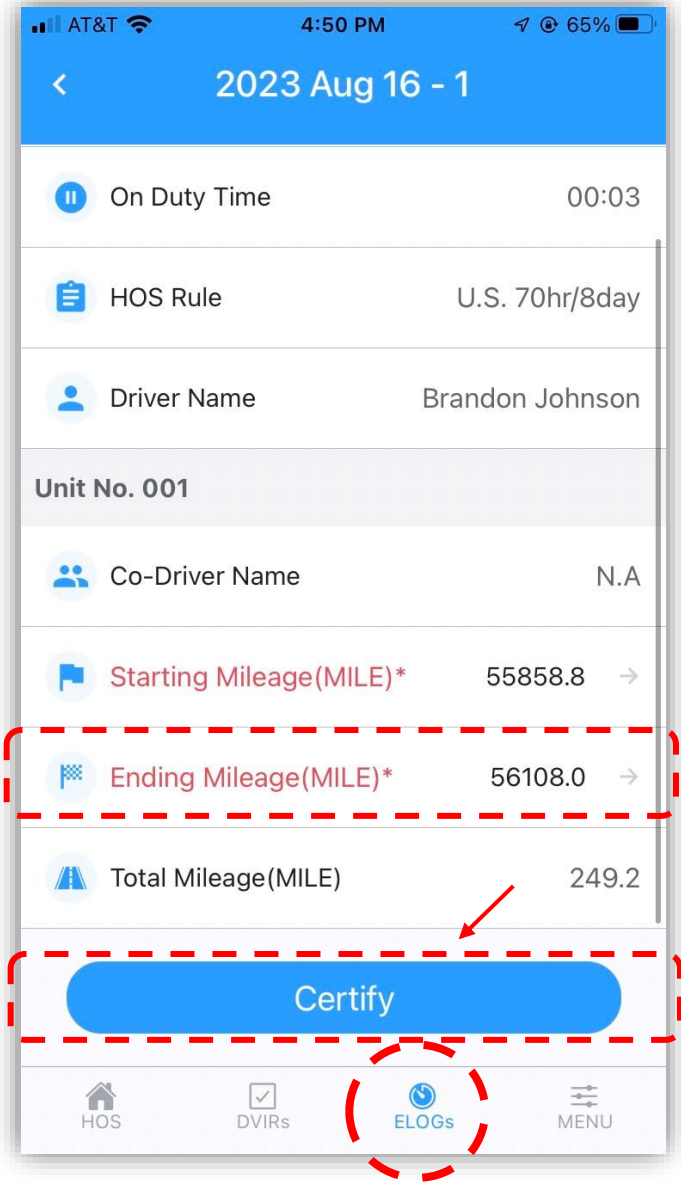 AT&T 4:50 PM 65%
2023 Aug 16 - 1
On Duty Time 00:03
HOS Rule U.S. 70hr/8day
Driver Name Brandon Johnson
Unit No. 001
Co-Driver Name N.A
Starting Mileage(MILE)* 55858.8
Ending Mileage(MILE)* 56108.0
Total Mileage(MILE) 249.2
Certify
HOS DVIRs ELOGs MENU